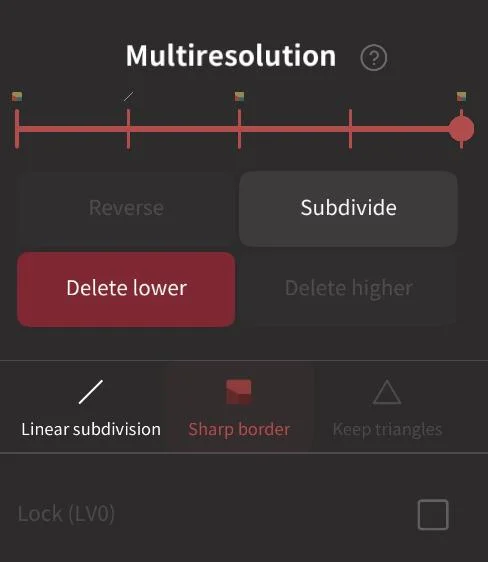 Multiresolution ?
Reverse Subdivide
Delete lower Delete higher
Linear subdivision Sharp border Keep triangles
Lock (LV0)